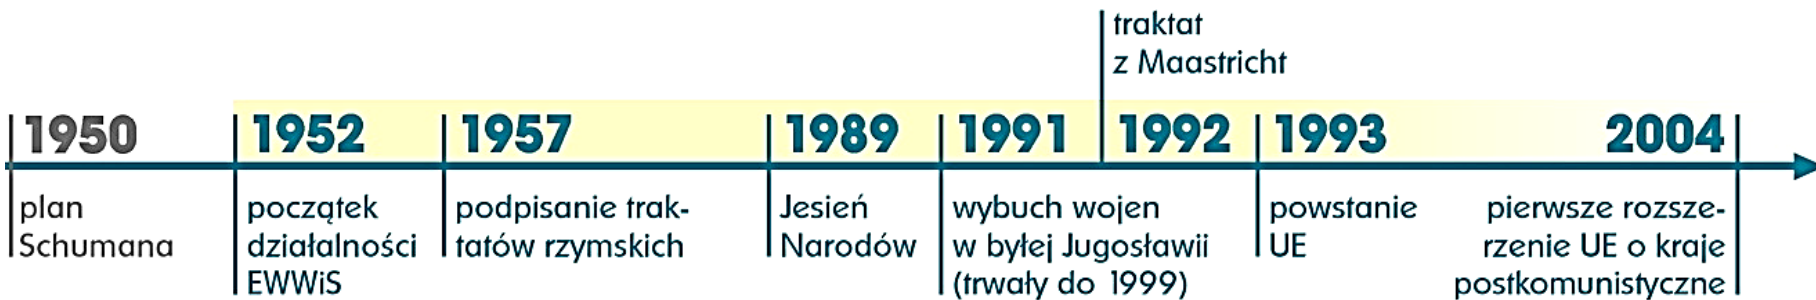 traktat
z Maastricht
1950
1952
1957
1989
1991
1992
1993
2004
plan
Schumana
początek
działalności
EWWiS
podpisanie trak-
tatów rzymskich
Jesień
Narodów
wybuch wojen
w byłej Jugosławii
(trwały do 1999)
powstanie
UE
pierwsze rozsze-
rzenie UE o kraje
postkomunistyczne